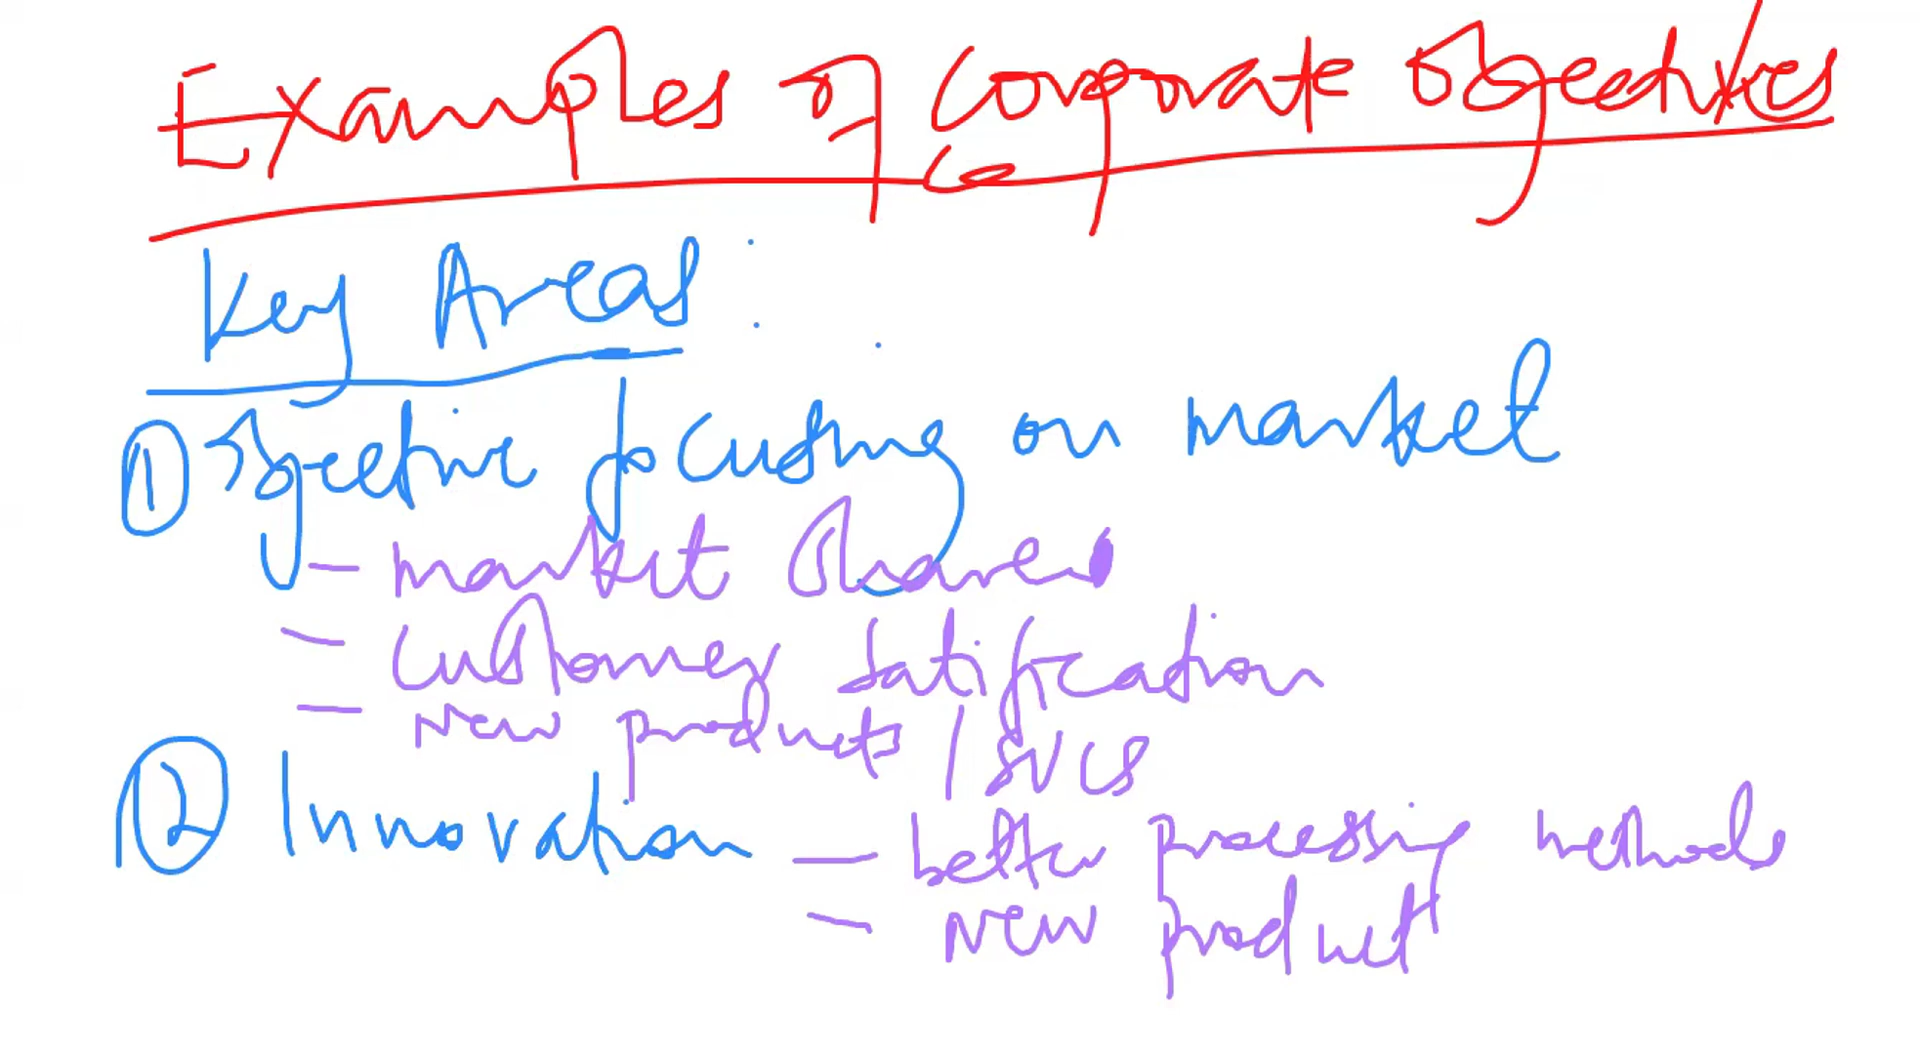 Examples of corporate objectives
Key Areas :
① Objective focusing on market
- market share
- customer satification
- New products / svcs
② Innovation - better processing methods
- New product